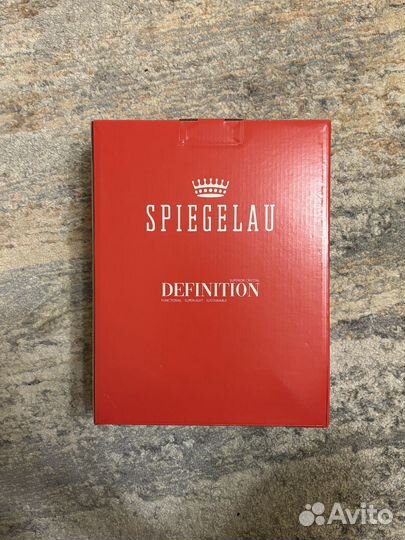 SPIEGELAU
SUPERIOR CRYSTAL
DEFINITION
FUNCTIONAL . SUPERLIGHT . SUSTAINABLE
Avito